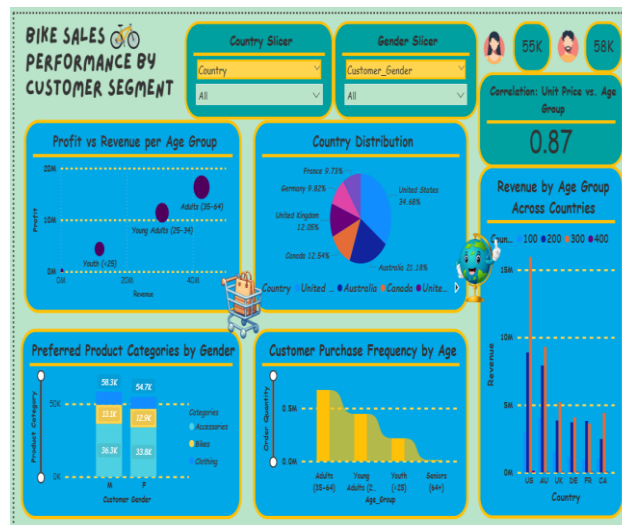 BIKE SALES
PERFORMANCE BY
CUSTOMER SEGMENT
Country Slicer
Country
All
Gender Slicer
Customer_Gender
All
55K
58K
Correlation: Unit Price vs. Age
Group
0.87
Profit vs Revenue per Age Group
Profit
20M
10M
0M
Adults (35-64)
Young Adults (25-34)
Youth (<25)
0M
20M
40M
Revenue
Country Distribution
France 9.73%
Germany 9.82%
United Kingdom
12.05%
Canada 12.54%
United States
34.68%
Australia 21.18%
Country
United ...
Australia
Canada
Unite...
Revenue by Age Group
Across Countries
Coun...
100
200
300
400
Revenue
15M
10M
5M
0M
US
AU
UK
DE
FR
CA
Country
Preferred Product Categories by Gender
Product Category
50K
0K
58.3K
54.7K
13.1K
12.9K
36.3K
33.8K
M
F
Customer Gender
Categories
Accessories
Bikes
Clothing
Customer Purchase Frequency by Age
Order Quantity
0.5M
0.0M
Adults
(35-64)
Young
Adults (2...
Youth
(<25)
Seniors
(64+)
Age_Group